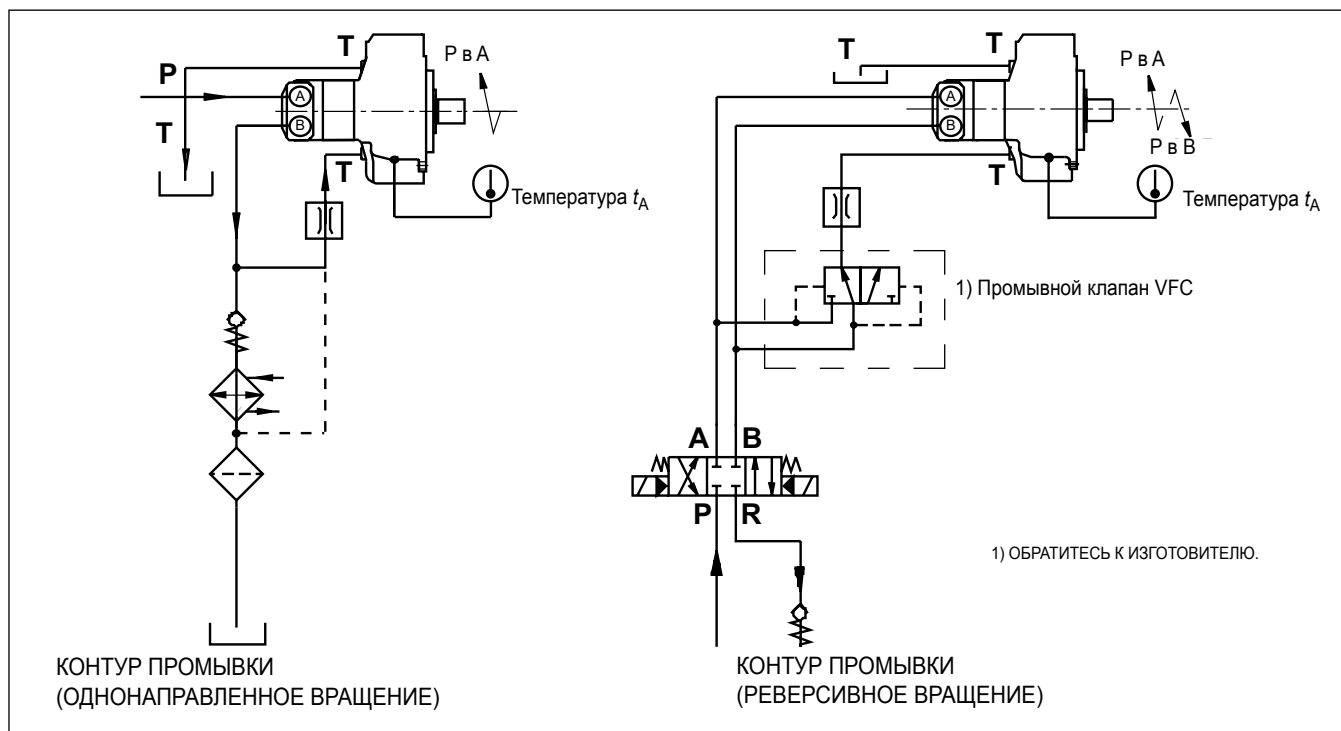 T
P в A
P
A
B
T
T
Температура tA
КОНТУР ПРОМЫВКИ
(ОДНОНАПРАВЛЕННОЕ ВРАЩЕНИЕ)
T
T
P в A
A
B
P в B
T
Температура tA
1) Промывной клапан VFC
A B
P R
1) ОБРАТИТЕСЬ К ИЗГОТОВИТЕЛЮ.
КОНТУР ПРОМЫВКИ
(РЕВЕРСИВНОЕ ВРАЩЕНИЕ)